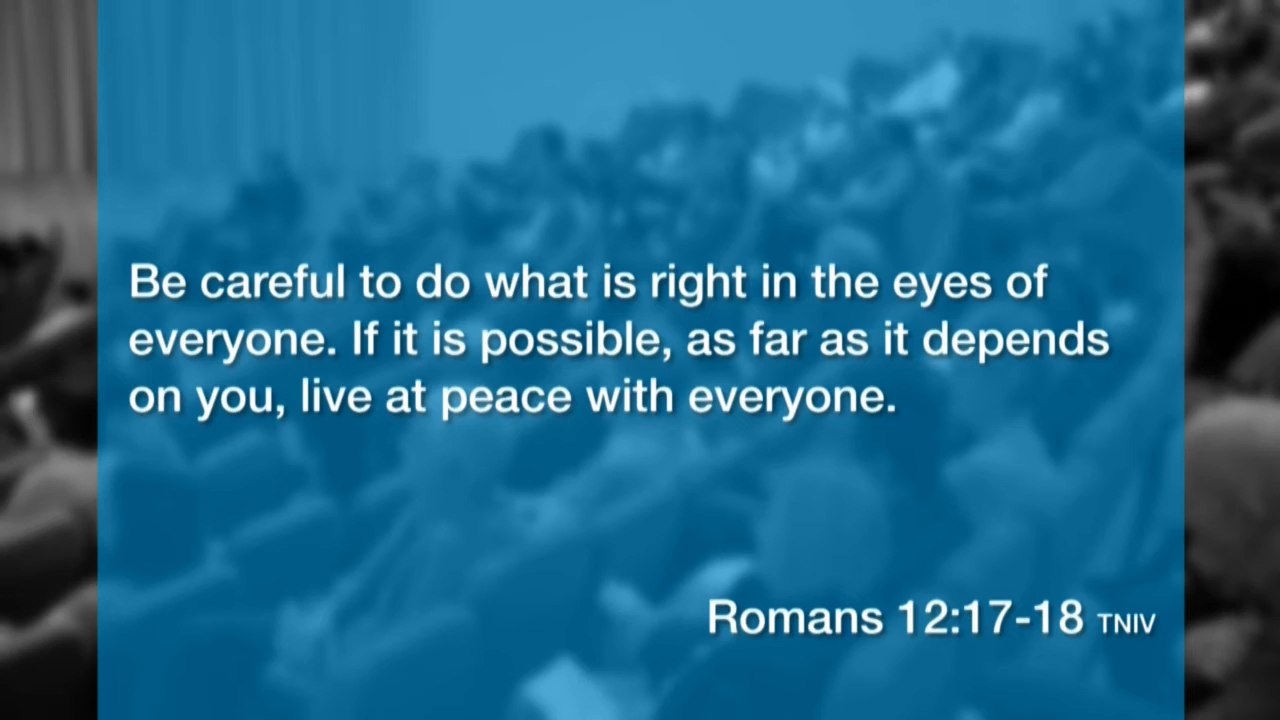 Be careful to do what is right in the eyes of
everyone. If it is possible, as far as it depends
on you, live at peace with everyone.
Romans 12:17-18 TNIV